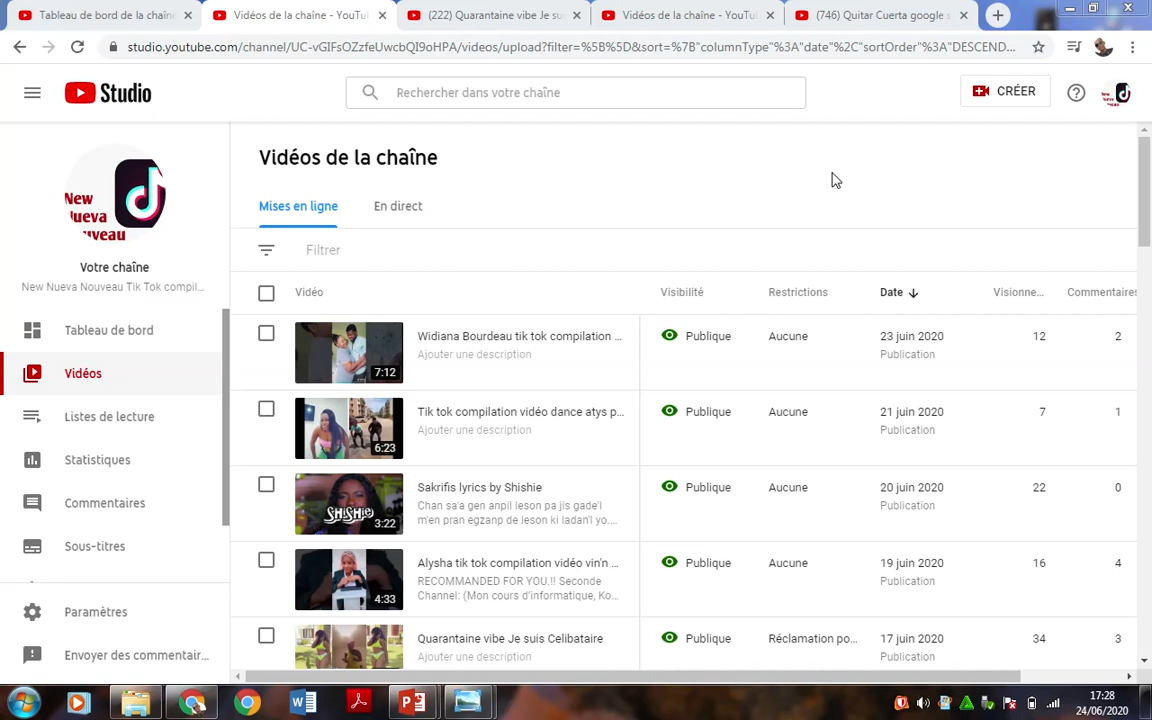 Tableau de bord de la chaîne
Vidéos de la chaîne - YouTu
(222) Quarantaine vibe Je su
Vidéos de la chaîne - YouTu
(746) Quitar Cuerta google s
studio.youtube.com/channel/UC-vGIFsOZzfeUwcbQI9oHPA/videos/upload?filter=%5B%5D&sort=%7B"columnType"%3A"date"%2C"sortOrder"%3A"DESCEND...
Studio
Rechercher dans votre chaîne
CRÉER
New
Nueva
Nouveau
Votre chaîne
New Nueva Nouveau Tik Tok compil...
Tableau de bord
Vidéos
Listes de lecture
Statistiques
Commentaires
Sous-titres
Paramètres
Envoyer des commentair...
Vidéos de la chaîne
Mises en ligne
En direct
Filtrer
Vidéo Visibilité Restrictions Date Visionne... Commentaires
7:12
Widiana Bourdeau tik tok compilation ...
Ajouter une description
Publique
Aucune
23 juin 2020
Publication
12
2
6:23
Tik tok compilation vidéo dance atys p...
Ajouter une description
Publique
Aucune
21 juin 2020
Publication
7
1
SHISHIE
3:22
Sakrifis lyrics by Shishie
Chan sa'a gen anpil leson pa jis gade'l
m'en pran egzanp de leson ki ladan'l yo...
Publique
Aucune
20 juin 2020
Publication
22
0
4:33
Alysha tik tok compilation vidéo vin'n ...
RECOMMANDED FOR YOU.!! Seconde
Channel: (Mon cours d'informatique, Ko...
Publique
Aucune
19 juin 2020
Publication
16
4
Quarantaine vibe Je suis Celibataire
Ajouter une description
Publique
Réclamation po...
17 juin 2020
Publication
34
3
17:28
24/06/2020